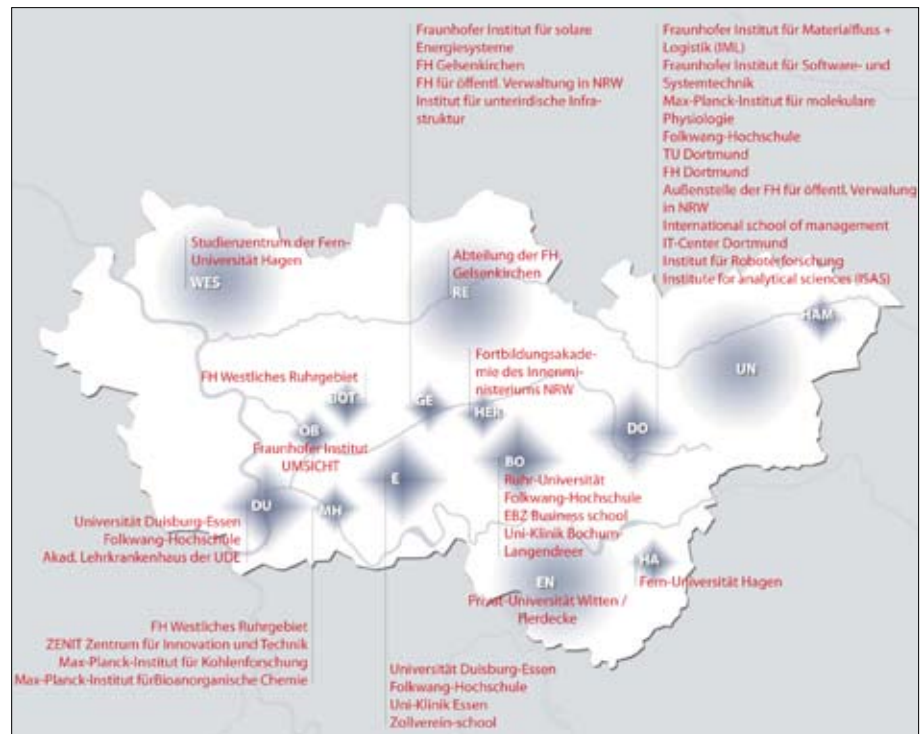 Fraunhofer Institut für solare
Energiesysteme
FH Gelsenkirchen
FH für öffentl. Verwaltung in NRW
Institut für unterirdische Infra-
struktur
Fraunhofer Institut für Materialfluss +
Logistik (IML)
Fraunhofer Institut für Software- und
Systemtechnik
Max-Planck-Institut für molekulare
Physiologie
Folkwang-Hochschule
TU Dortmund
FH Dortmund
Außenstelle der FH für öffentl. Verwalung
in NRW
International school of management
IT-Center Dortmund
Institut für Roboterforschung
Institute for analytical sciences (ISAS)
Studienzentrum der Fern-
Universität Hagen
WES
Abteilung der FH
Gelsenkirchen
RE
HAM
UN
Fortbildungsakade-
mie des Innenmi-
nisteriums NRW
FH Westliches Ruhrgebiet
BOT
GE
HER
OB
DO
Fraunhofer Institut
UMSICHT
E
BO
Ruhr-Universität
Folkwang-Hochschule
EBZ Business school
Uni-Klinik Bochum-
Langendreer
DU
MH
Universität Duisburg-Essen
Folkwang-Hochschule
Akad. Lehrkrankenhaus der UDE
HA
Fern-Universität Hagen
EN
Privat-Universität Witten /
Herdecke
FH Westliches Ruhrgebiet
ZENIT Zentrum für Innovation und Technik
Max-Planck-Institut für Kohlenforschung
Max-Planck-Institut fürBioanorganische Chemie
Universität Duisburg-Essen
Folkwang-Hochschule
Uni-Klinik Essen
Zollverein-school